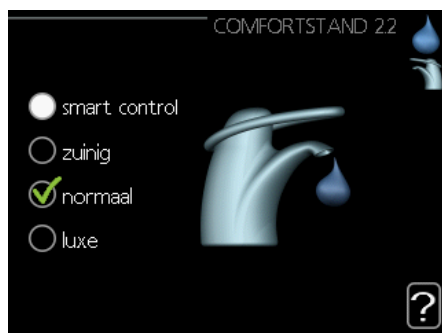 COMFORTSTAND 2.2
smart control
zuinig
normaal
luxe
?